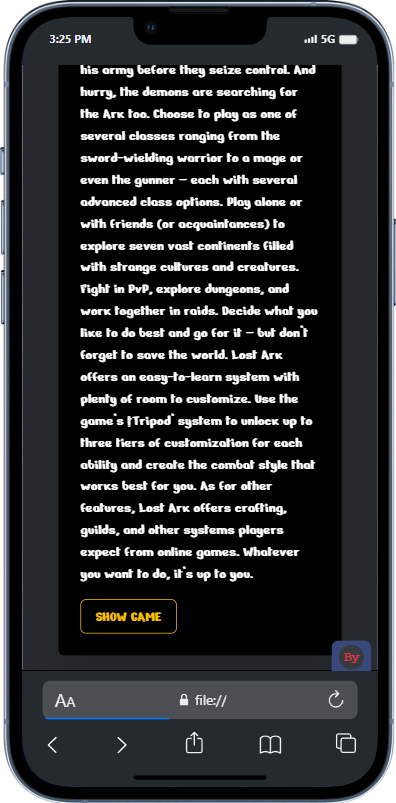 3:25 PM
5G
his army before they seize control. And
hurry, the demons are searching for
the Ark too. Choose to play as one of
several classes ranging from the
sword-wielding warrior to a mage or
even the gunner – each with several
advanced class options. Play alone or
with friends (or acquaintances) to
explore seven vast continents filled
with strange cultures and creatures.
Fight in PvP, explore dungeons, and
work together in raids. Decide what you
like to do best and go for it – but don't
forget to save the world. Lost Ark
offers an easy-to-learn system with
plenty of room to customize. Use the
game's 'Tripod' system to unlock up to
three tiers of customization for each
ability and create the combat style that
works best for you. As for other
features, Lost Ark offers crafting,
guilds, and other systems players
expect from online games. Whatever
you want to do, it's up to you.
SHOW GAME
By
AA
file://